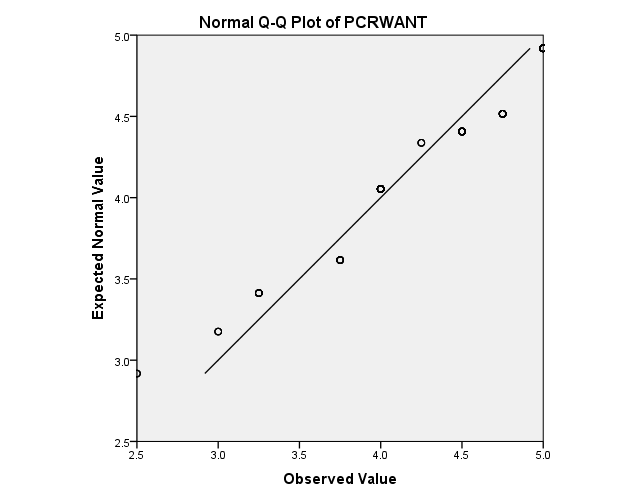 Normal Q-Q Plot of PCRWANT
5.0
4.5
4.0
3.5
3.0
2.5
Expected Normal Value
2.5 3.0 3.5 4.0 4.5 5.0
Observed Value